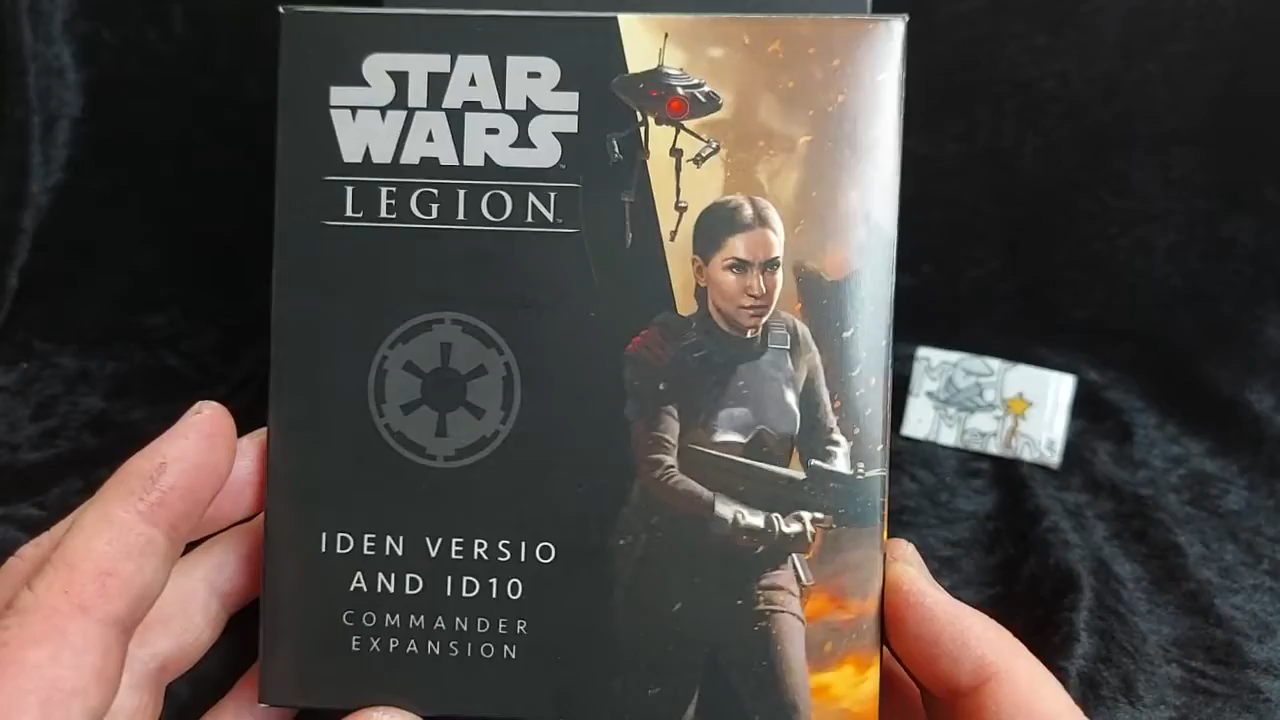 STAR
WARS
LEGION
IDEN VERSIO
AND ID10
COMMANDER
EXPANSION